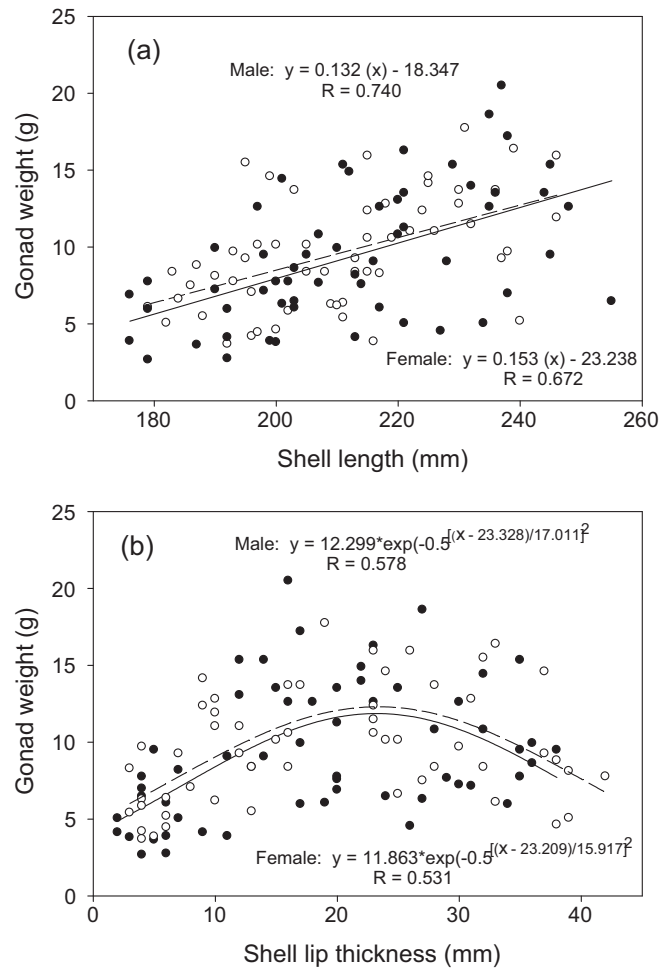 25
(a)
Male: y = 0.132 (x) - 18.347
R = 0.740
20
15
10
5
0
Gonad weight (g)
Female: y = 0.153 (x) - 23.238
R = 0.672
180 200 220 240 260
Shell length (mm)
25
(b)
Male: y = 12.299*exp(-0.5[(x - 23.328)/17.011]2
R = 0.578
20
15
10
5
0
Gonad weight (g)
Female: y = 11.863*exp(-0.5[(x - 23.209)/15.917]2
R = 0.531
0 10 20 30 40
Shell lip thickness (mm)